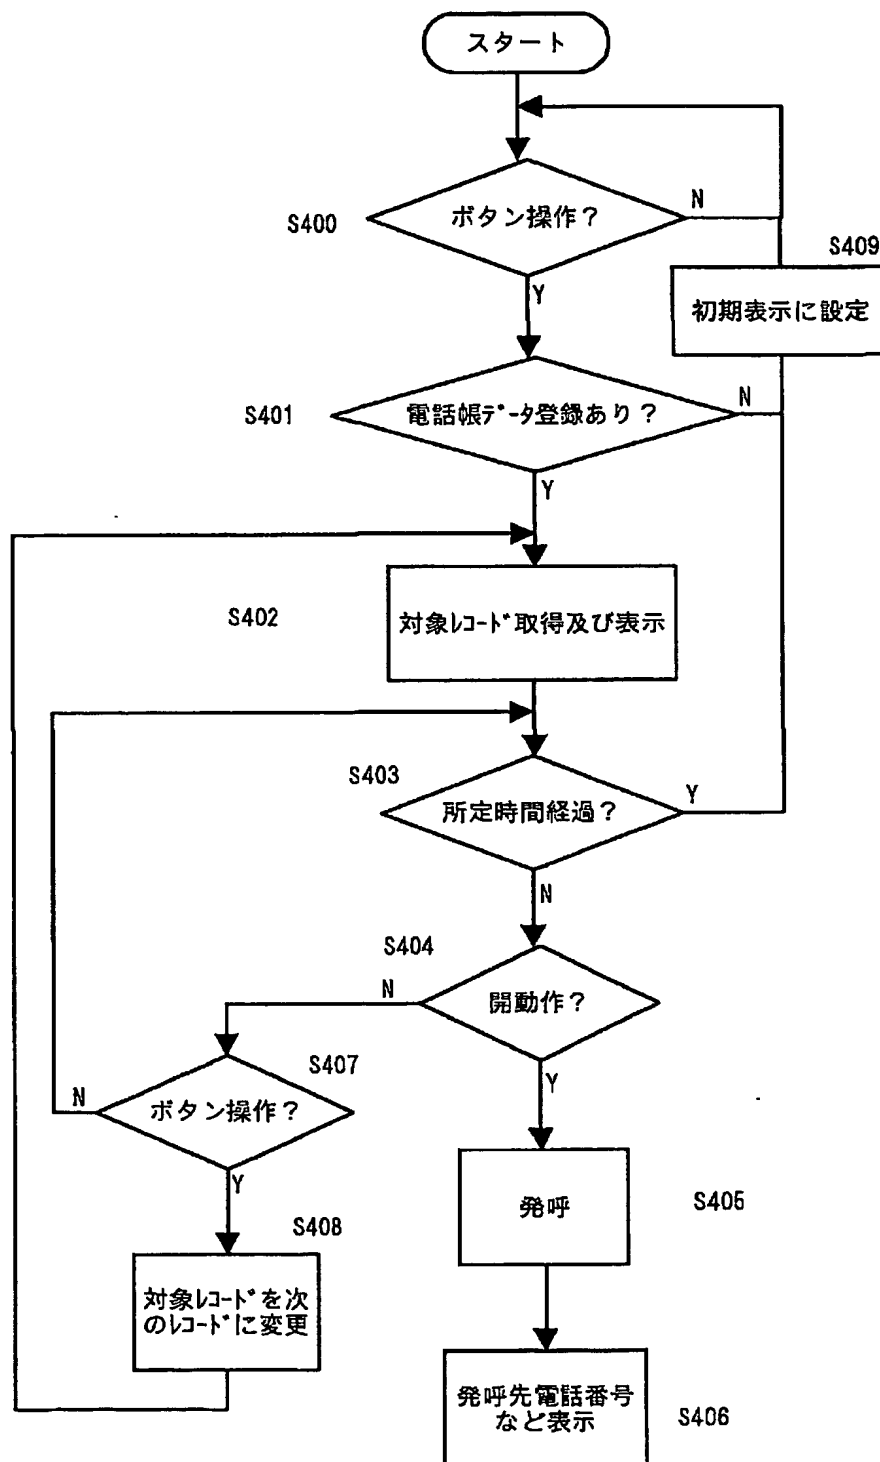 スタート
S400
ボタン操作？
N
Y
S409
初期表示に設定
S401
電話帳ﾃﾞｰﾀ登録あり？
N
Y
S402
対象ﾚｺｰﾄﾞ取得及び表示
S403
所定時間経過？
Y
N
S404
開動作？
N
Y
S407
ボタン操作？
N
Y
発呼
S405
S408
対象ﾚｺｰﾄﾞを次
のﾚｺｰﾄﾞに変更
発呼先電話番号
など表示
S406